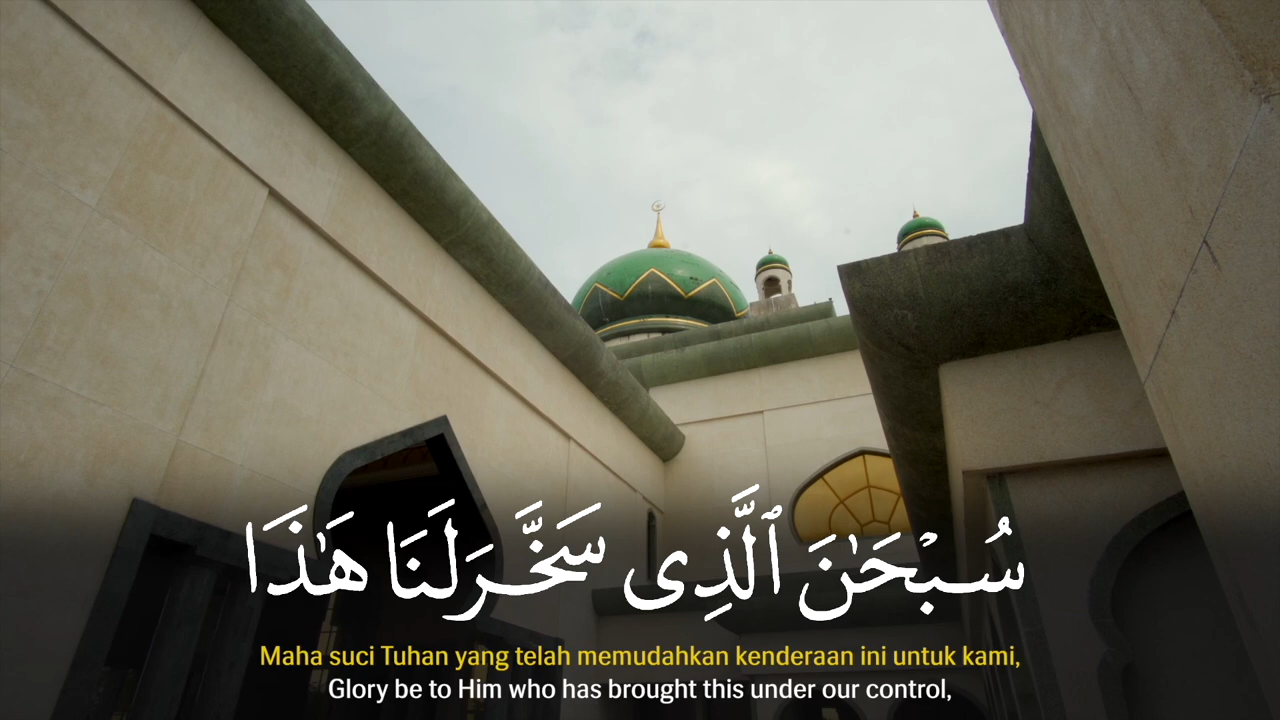 سُبْحَٰنَ ٱلَّذِى سَخَّرَ لَنَا هَٰذَا
Maha suci Tuhan yang telah memudahkan kenderaan ini untuk kami,
Glory be to Him who has brought this under our control,